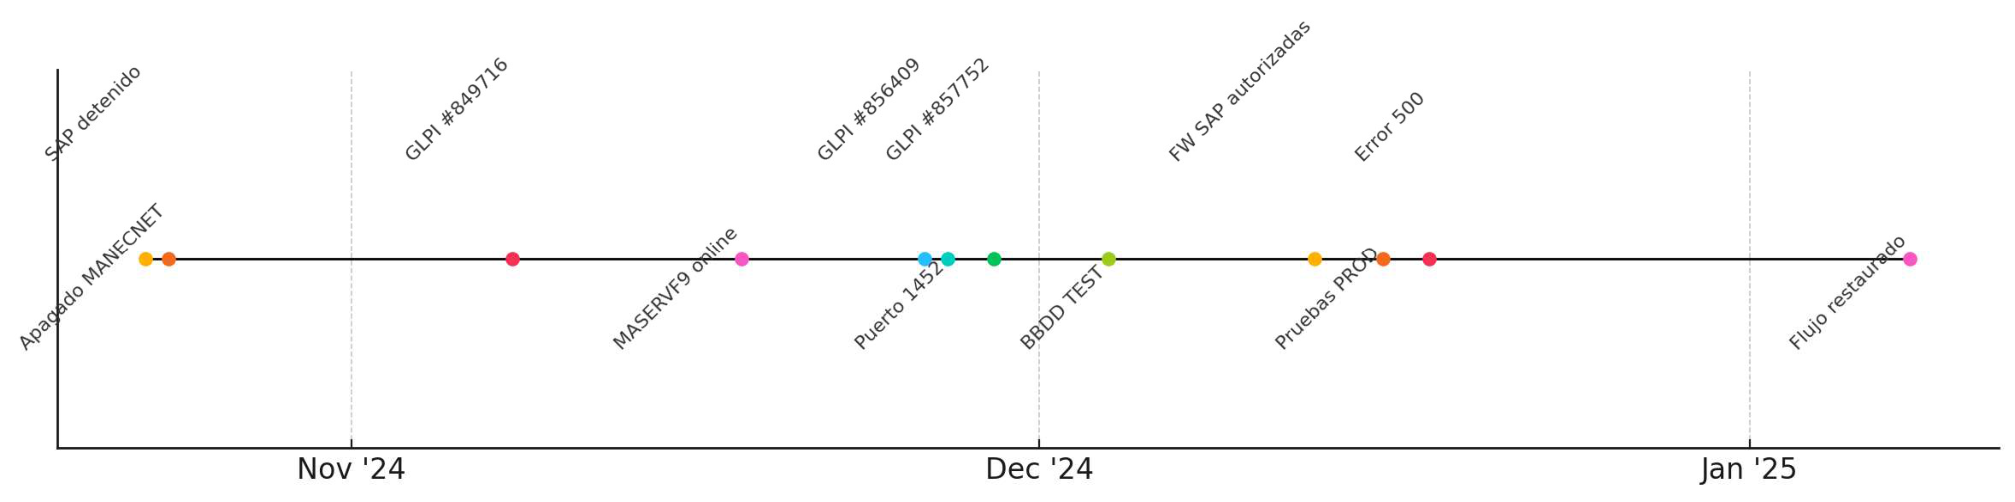 SAP detenido
GLPI #849716
GLPI #856409
GLPI #857752
FW SAP autorizadas
Error 500
Apagado MANECNET
MASERVF9 online
Puerto 1452
BBDD TEST
Pruebas PROD
Flujo restaurado
Nov '24
Dec '24
Jan '25